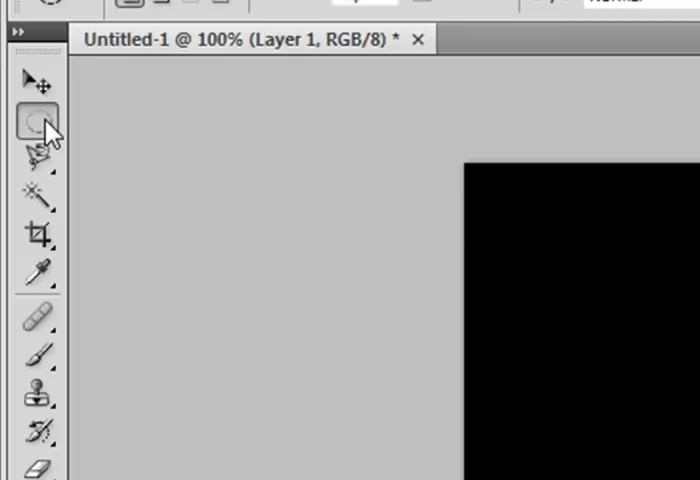 Untitled-1 @ 100% (Layer 1, RGB/8) * ×